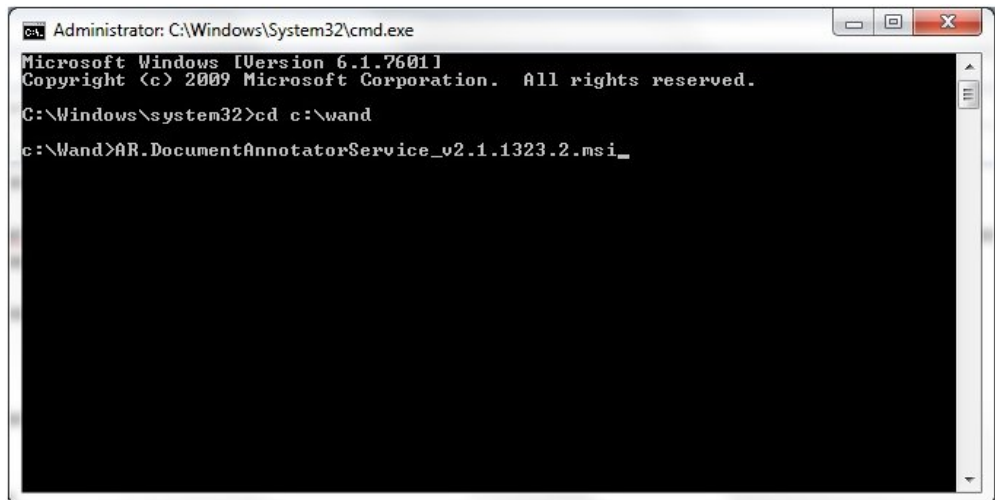 Administrator: C:\Windows\System32\cmd.exe
Microsoft Windows [Version 6.1.7601]
Copyright (c) 2009 Microsoft Corporation.  All rights reserved.
C:\Windows\system32>cd c:\wand
c:\Wand>AR.DocumentAnnotatorService_v2.1.1323.2.msi_